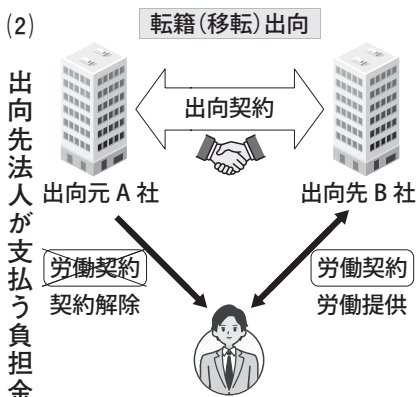 (2)
出向先法人が支払う負担金
転籍(移転)出向
出向契約
出向元A社
出向先B社
労働契約
契約解除
労働契約
労働提供